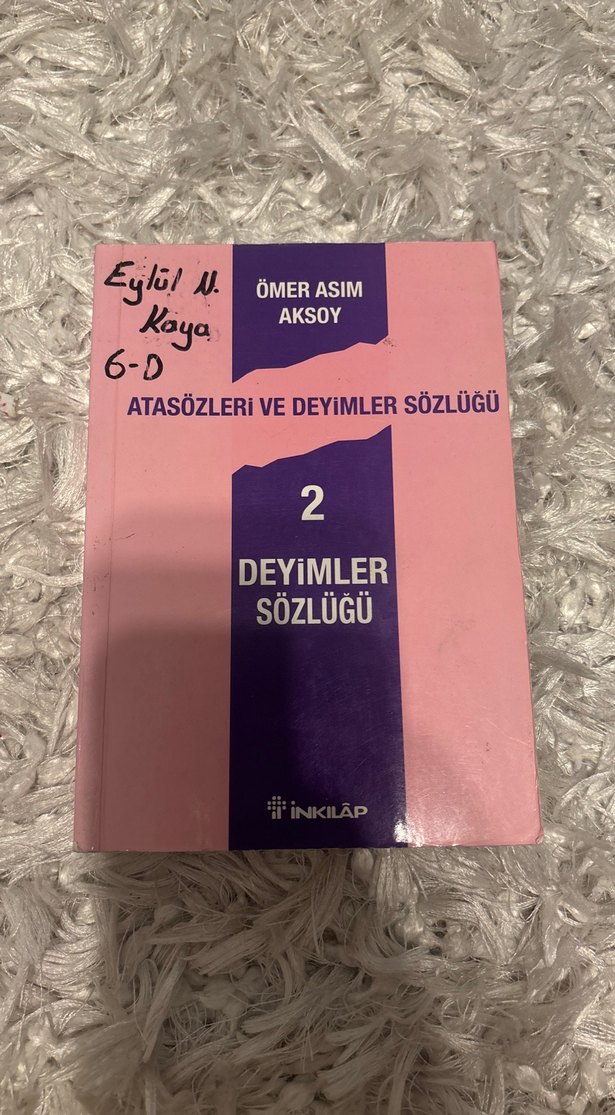 Eylül N.
Kaya
6-D
ÖMER ASIM
AKSOY
ATASÖZLERİ VE DEYİMLER SÖZLÜĞÜ
2
DEYİMLER
SÖZLÜĞÜ
İNKILÂP